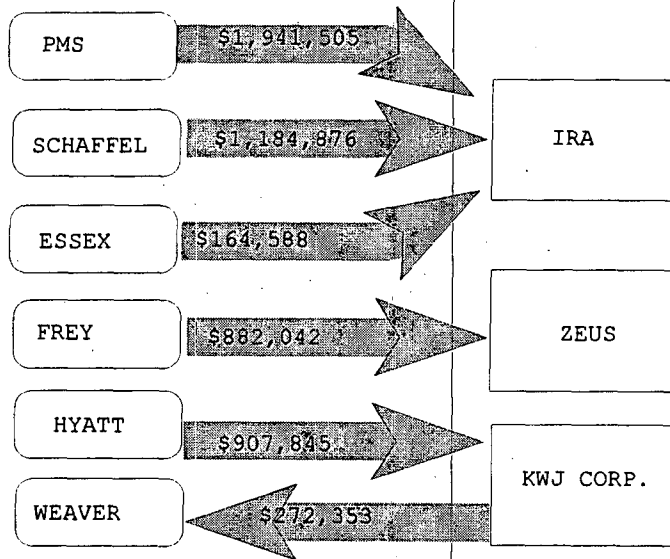 PMS
$1,941,505
SCHAFFEL
$1,184,876
IRA
ESSEX
$164,588
FREY
$882,042
ZEUS
HYATT
$907,845
KWJ CORP.
WEAVER
$272,353